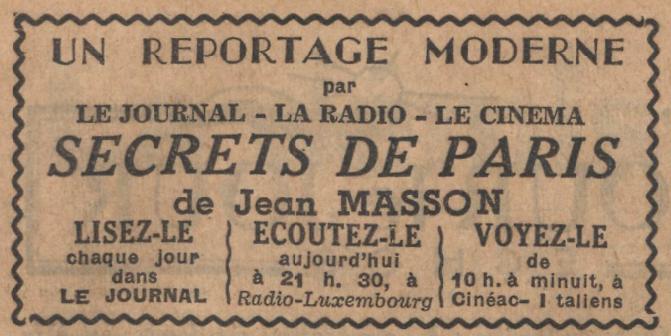 UN REPORTAGE MODERNE
par
LE JOURNAL - LA RADIO - LE CINEMA
SECRETS DE PARIS
de Jean MASSON
LISEZ-LE
chaque jour
dans
LE JOURNAL
ECOUTEZ-LE
aujourd'hui
à 21 h. 30, à
Radio-Luxembourg
VOYEZ-LE
de
10 h. à minuit, à
Cinéac- I taliens